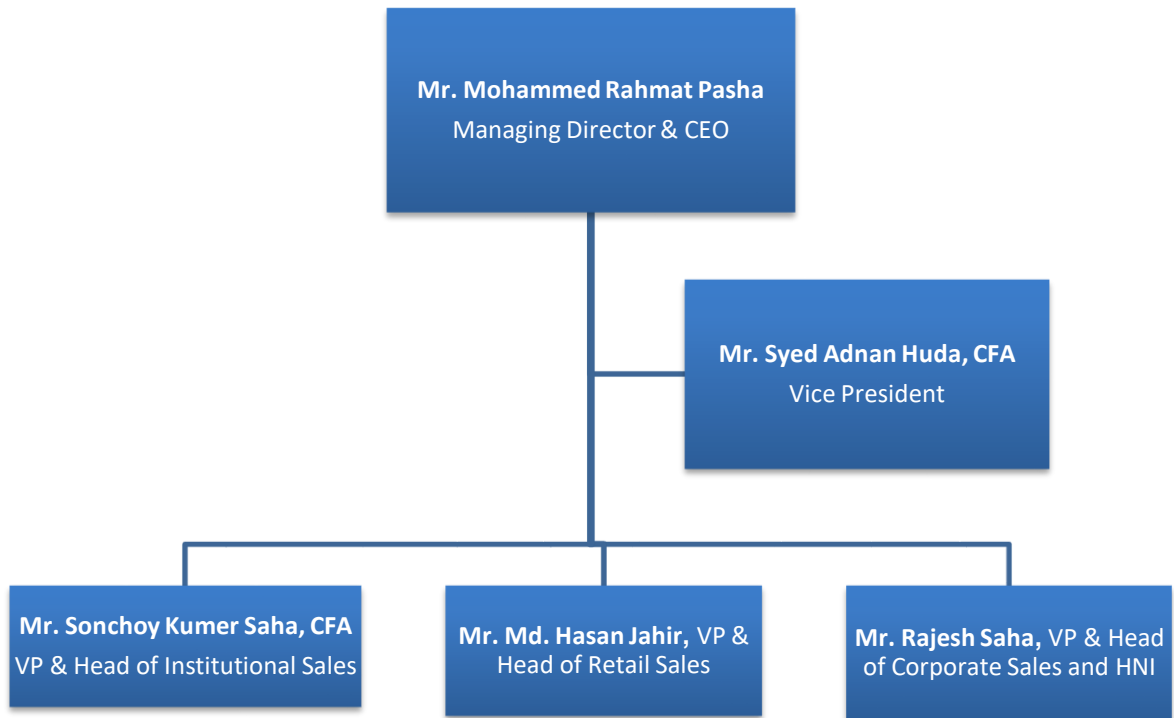 Mr. Mohammed Rahmat Pasha
Managing Director & CEO
Mr. Syed Adnan Huda, CFA
Vice President
Mr. Sonchoy Kumer Saha, CFA
VP & Head of Institutional Sales
Mr. Md. Hasan Jahir, VP &
Head of Retail Sales
Mr. Rajesh Saha, VP & Head
of Corporate Sales and HNI